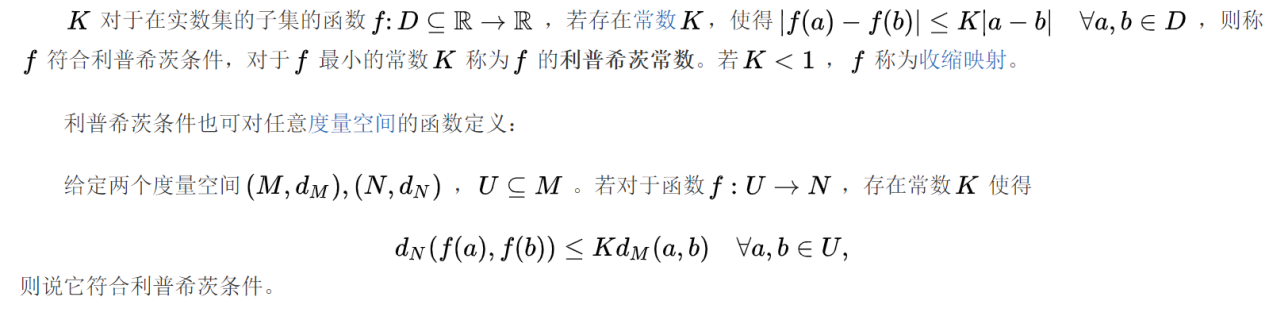 K 对于在实数集的子集的函数 f: D ⊆ ℝ → ℝ ，若存在常数 K，使得 |f(a) − f(b)| ≤ K|a − b| ∀a, b ∈ D ，则称
f 符合利普希茨条件，对于 f 最小的常数 K 称为 f 的利普希茨常数。若 K < 1 ， f 称为收缩映射。
利普希茨条件也可对任意度量空间的函数定义：
给定两个度量空间 (M, d_M), (N, d_N) ， U ⊆ M 。若对于函数 f : U → N ，存在常数 K 使得
d_N(f(a), f(b)) ≤ Kd_M(a, b) ∀a, b ∈ U,
则说它符合利普希茨条件。